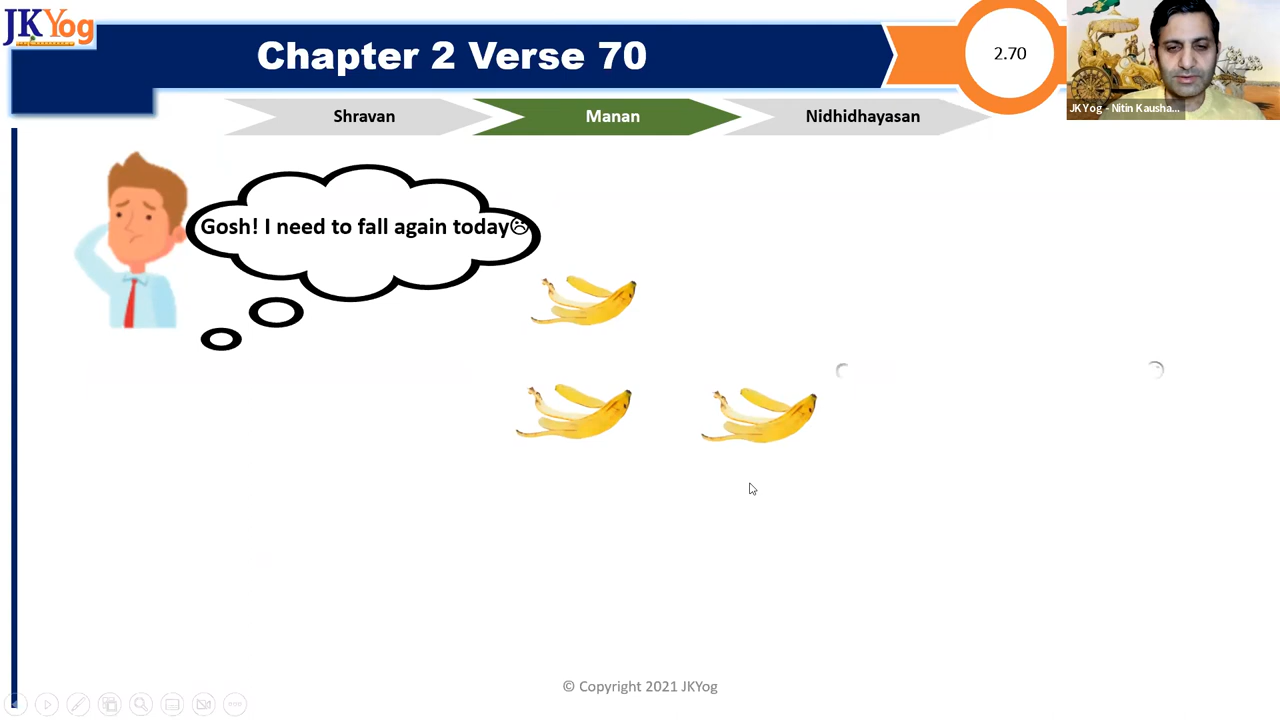 JKYog
Chapter 2 Verse 70
2.70
JKYog - Nitin Kausha...
Shravan
Manan
Nidhidhayasan
Gosh! I need to fall again today☹
© Copyright 2021 JKYog